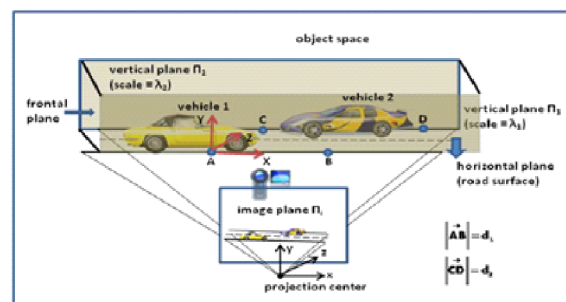 object space
vertical plane Π₂
(scale = λ₂)
vehicle 2
frontal
plane
vehicle 1
vertical plane Π₁
(scale = λ₁)
Y
C
D
Z
A
X
B
horizontal plane
(road surface)
image plane Πᵢ
Y
z
x
projection center
|AB| = d₁
|CD| = d₂